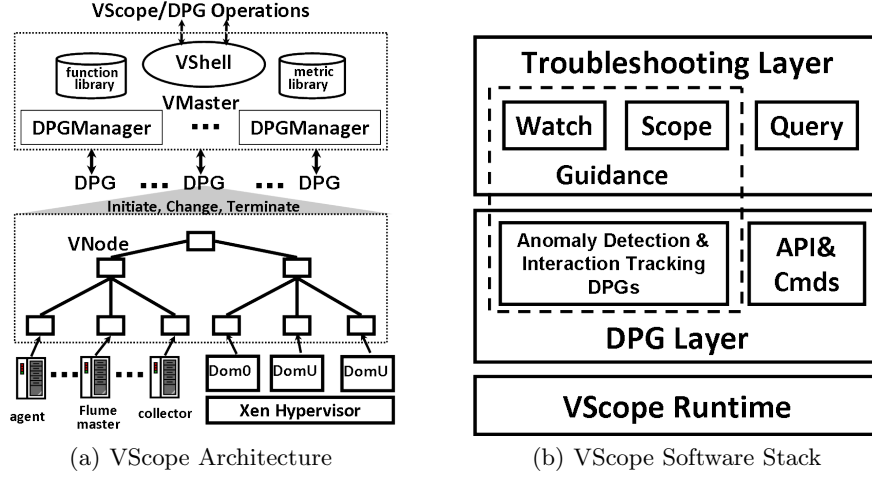 VScope/DPG Operations
VShell
function
library
metric
library
VMaster
DPGManager
DPGManager
DPG
DPG
DPG
Initiate, Change, Terminate
VNode
Dom0
DomU
DomU
agent
Flume
master
collector
Xen Hypervisor
(a) VScope Architecture
Troubleshooting Layer
Watch
Scope
Query
Guidance
Anomaly Detection &
Interaction Tracking
DPGs
API&
Cmds
DPG Layer
VScope Runtime
(b) VScope Software Stack